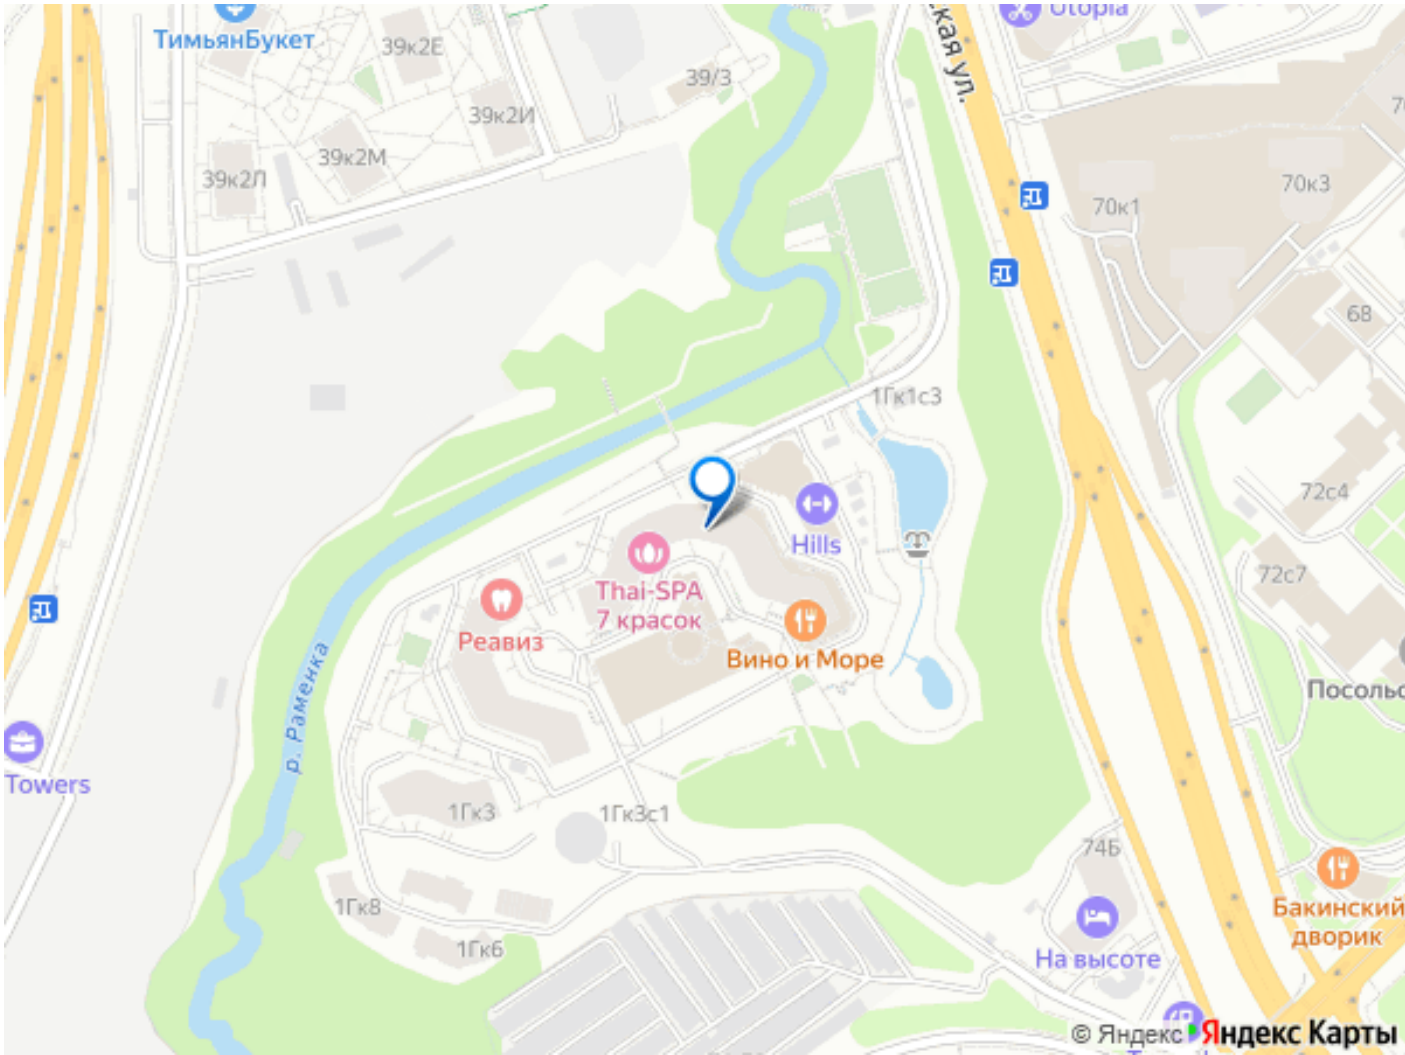 ТимьянБукет
39к2Е
Utopia
ская ул.
39/3
39к2И
39к2М
39к2Л
70к3
70к1
68
1Гк1с3
72с4
Hills
Thai-SPA
7 красок
72с7
Реавиз
Вино и Море
р. Раменка
Посольс
Towers
1Гк3
1Гк3с1
74Б
1Гк8
Бакинский
дворик
1Гк6
На высоте
© Яндекс Яндекс Карты